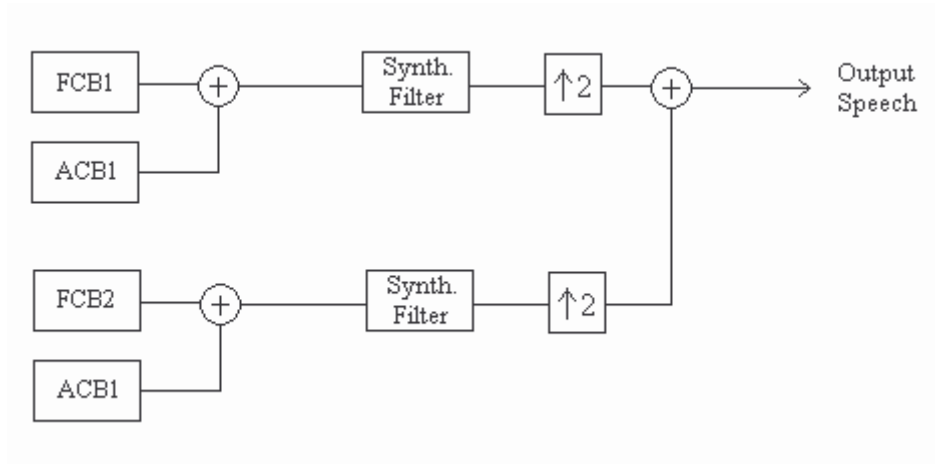 FCB1
Synth.
Filter
↑2
Output
Speech
ACB1
FCB2
Synth.
Filter
↑2
ACB1